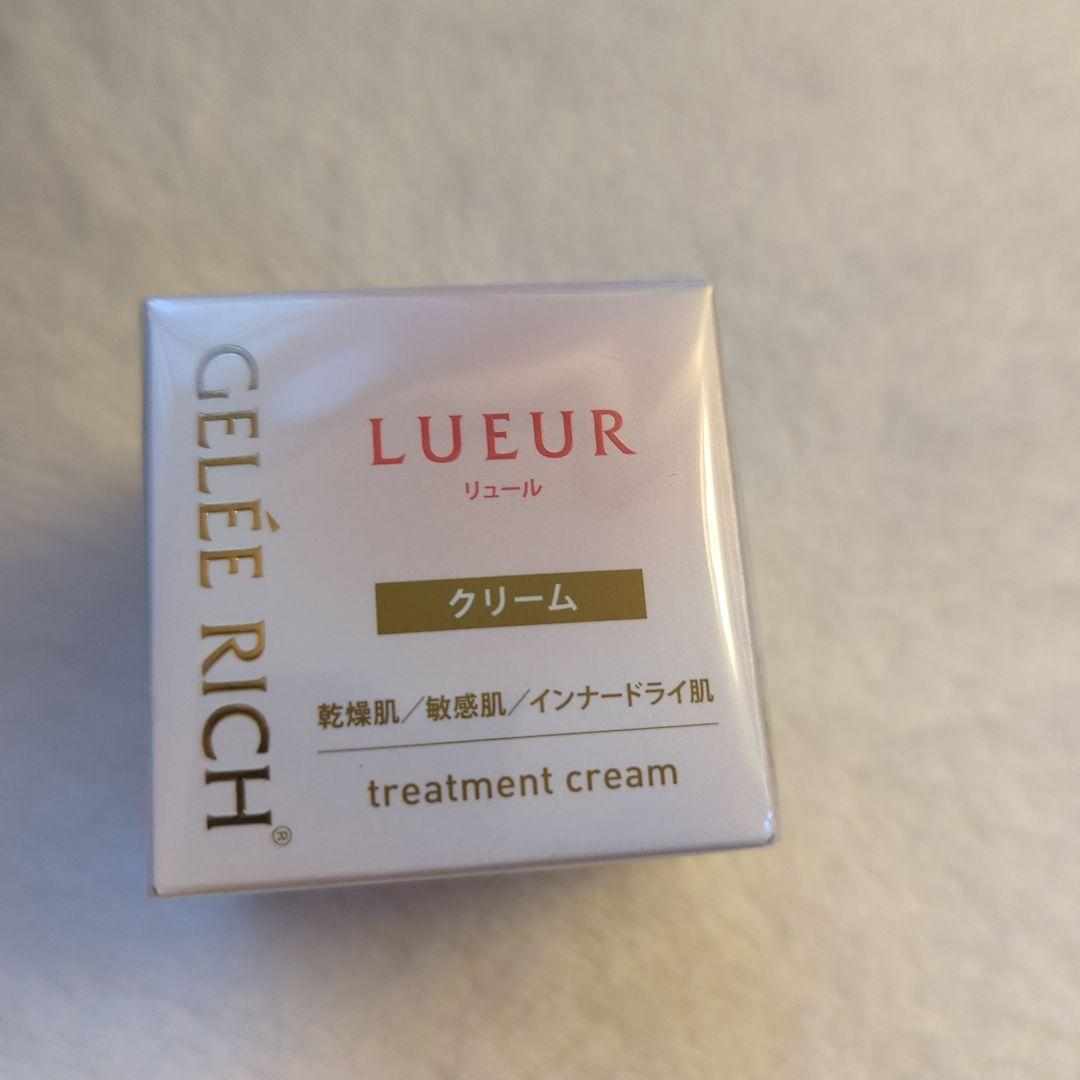 GELÉE RICH®
LUEUR
リュール
クリーム
乾燥肌／敏感肌／インナードライ肌
treatment cream